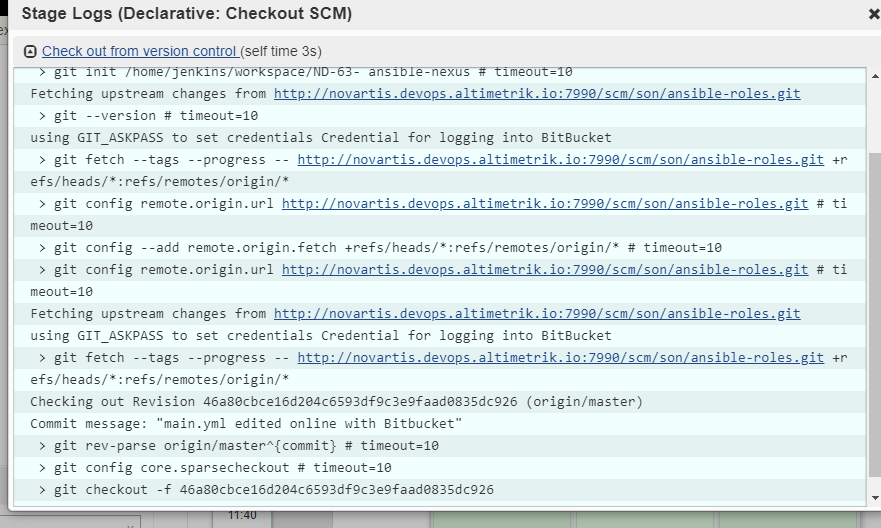 Stage Logs (Declarative: Checkout SCM)
Check out from version control (self time 3s)
> git init /home/jenkins/workspace/ND-63- ansible-nexus # timeout=10
Fetching upstream changes from http://novartis.devops.altimetrik.io:7990/scm/son/ansible-roles.git
> git --version # timeout=10
using GIT_ASKPASS to set credentials Credential for logging into BitBucket
> git fetch --tags --progress -- http://novartis.devops.altimetrik.io:7990/scm/son/ansible-roles.git +r
efs/heads/*:refs/remotes/origin/*
> git config remote.origin.url http://novartis.devops.altimetrik.io:7990/scm/son/ansible-roles.git # ti
meout=10
> git config --add remote.origin.fetch +refs/heads/*:refs/remotes/origin/* # timeout=10
> git config remote.origin.url http://novartis.devops.altimetrik.io:7990/scm/son/ansible-roles.git # ti
meout=10
Fetching upstream changes from http://novartis.devops.altimetrik.io:7990/scm/son/ansible-roles.git
using GIT_ASKPASS to set credentials Credential for logging into BitBucket
> git fetch --tags --progress -- http://novartis.devops.altimetrik.io:7990/scm/son/ansible-roles.git +r
efs/heads/*:refs/remotes/origin/*
Checking out Revision 46a80cbce16d204c6593df9c3e9faad0835dc926 (origin/master)
Commit message: "main.yml edited online with Bitbucket"
> git rev-parse origin/master^{commit} # timeout=10
> git config core.sparsecheckout # timeout=10
> git checkout -f 46a80cbce16d204c6593df9c3e9faad0835dc926
11:40